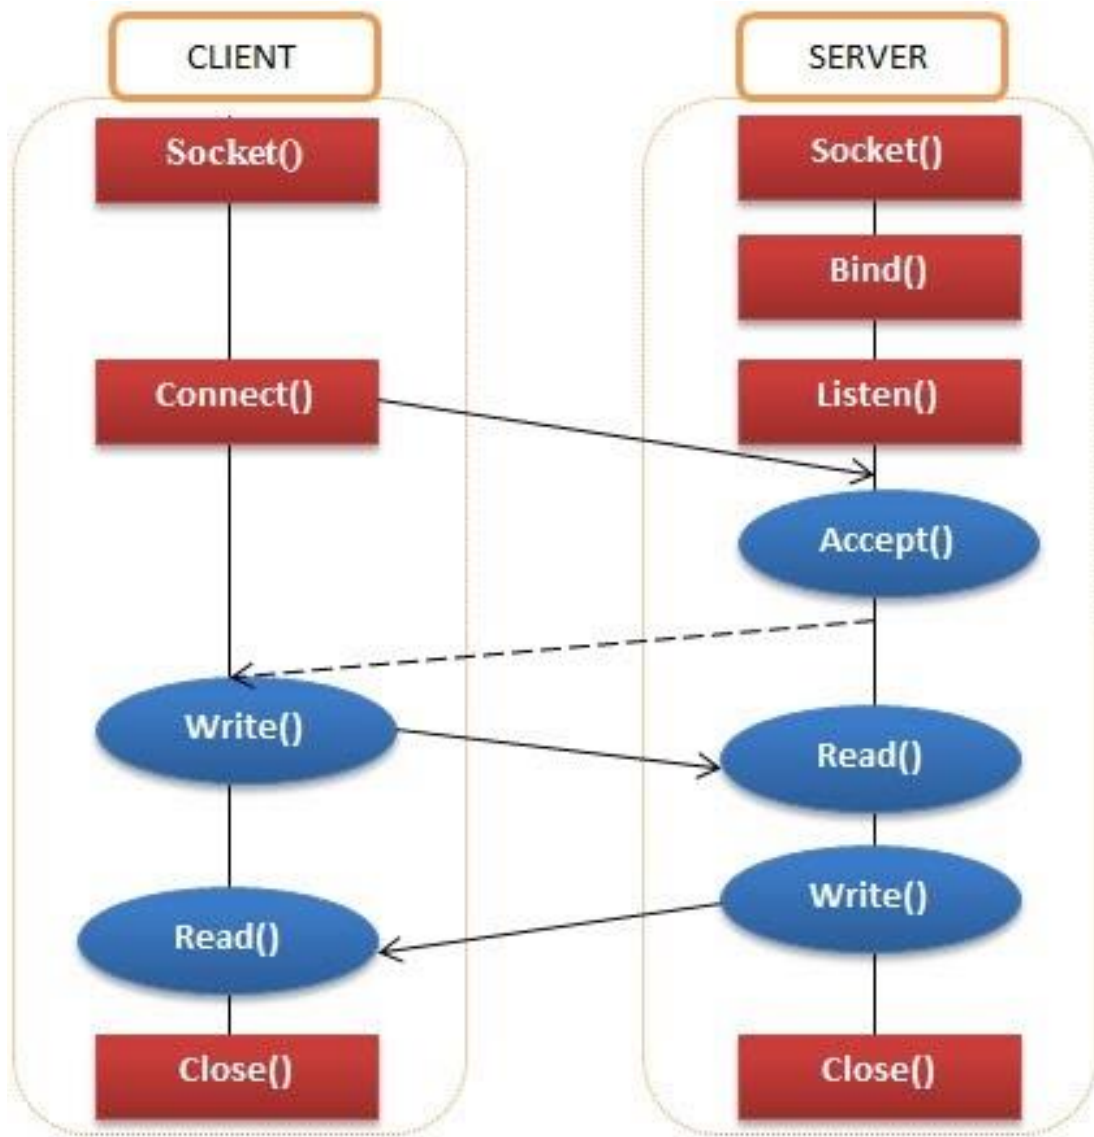 CLIENT
Socket()
Connect()
Write()
Read()
Close()
SERVER
Socket()
Bind()
Listen()
Accept()
Read()
Write()
Close()